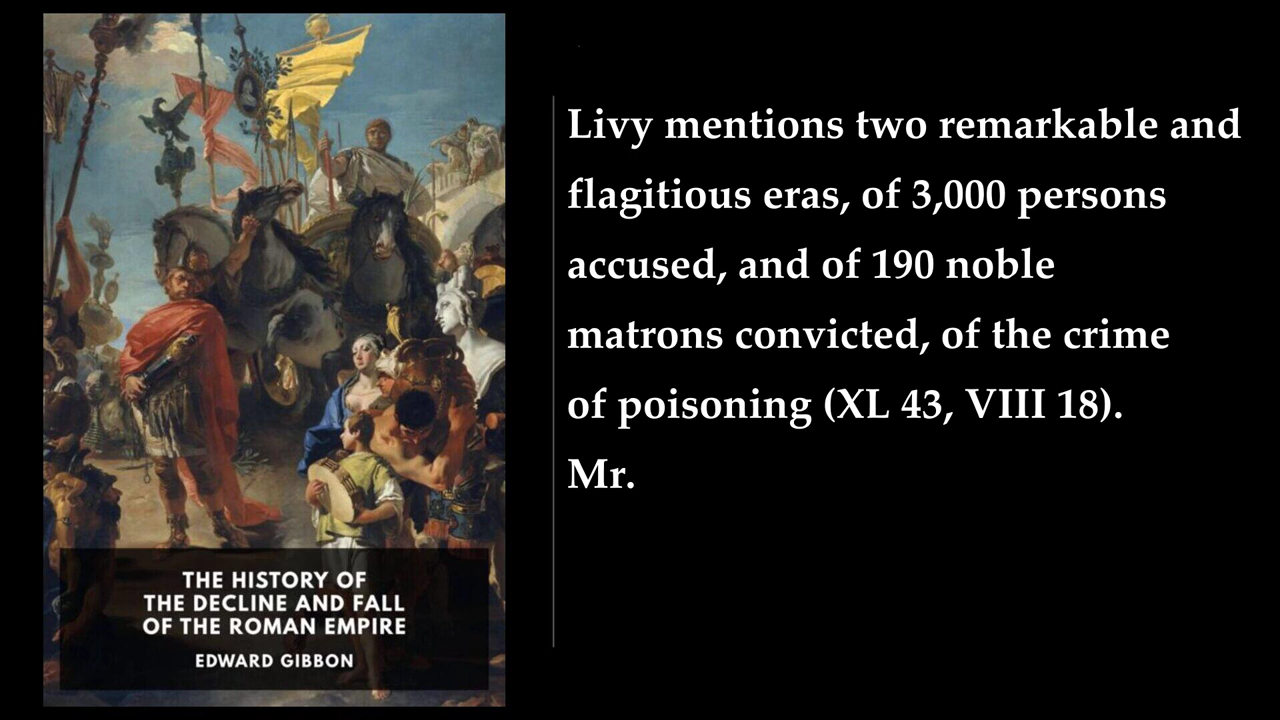 THE HISTORY OF
THE DECLINE AND FALL
OF THE ROMAN EMPIRE
EDWARD GIBBON
Livy mentions two remarkable and
flagitious eras, of 3,000 persons
accused, and of 190 noble
matrons convicted, of the crime
of poisoning (XL 43, VIII 18).
Mr.